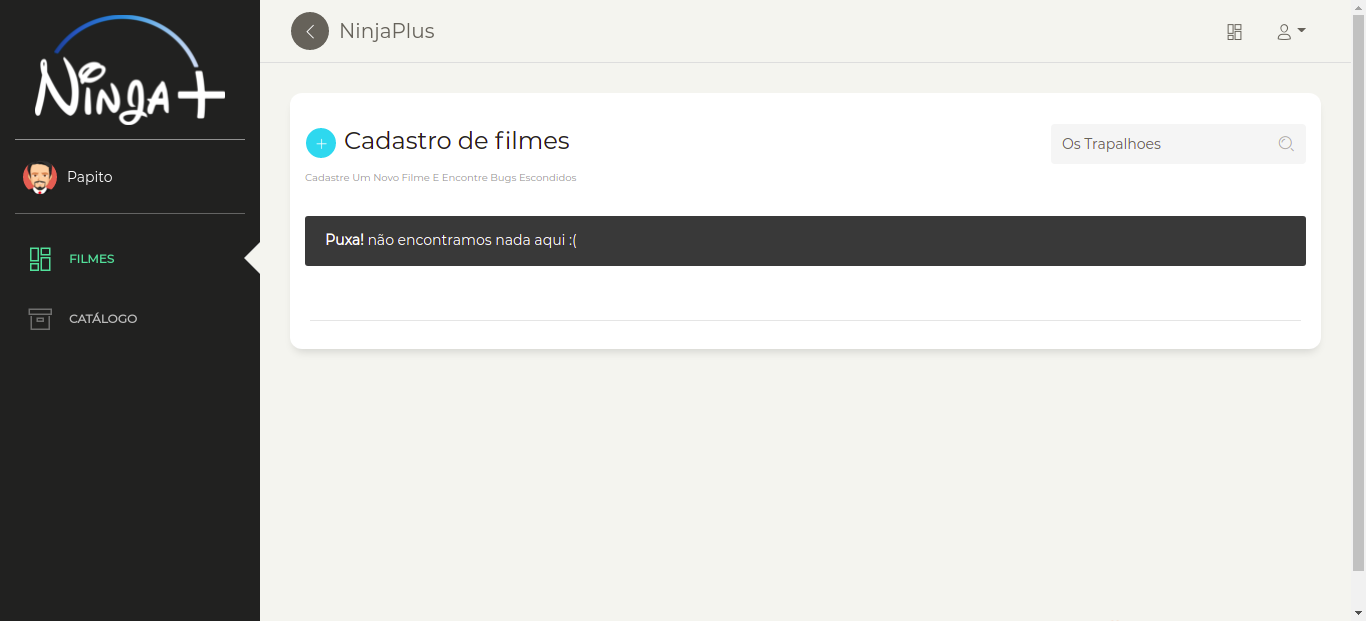 Ninja+
Papito
FILMES
CATÁLOGO
NinjaPlus
Cadastro de filmes
Cadastre Um Novo Filme E Encontre Bugs Escondidos
Os Trapalhoes
Puxa! não encontramos nada aqui :(